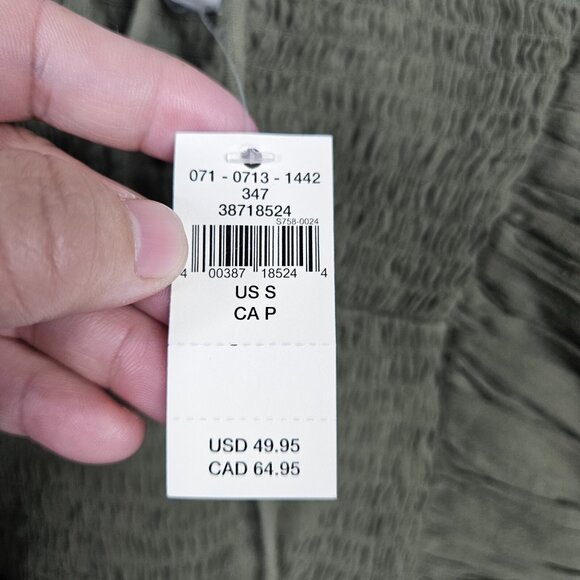 071 - 0713 - 1442
347
38718524
S758-0024
4 00387 18524 4
US S
CA P
USD 49.95
CAD 64.95